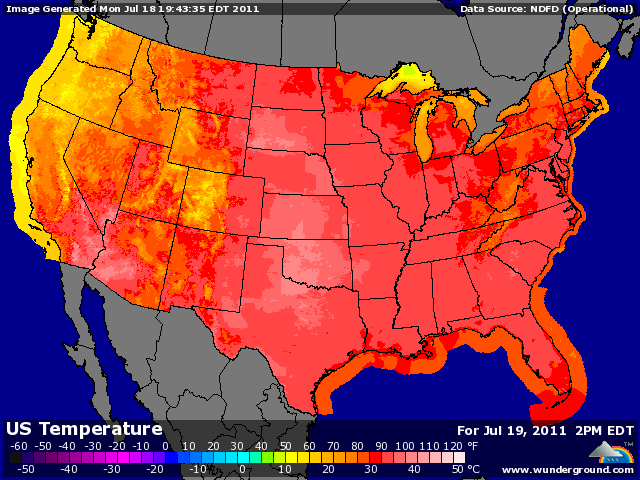 Image Generated Mon Jul 18 19:43:35 EDT 2011
Data Source: NDFD (Operational)
US Temperature
For Jul 19, 2011 2PM EDT
-60 -50 -40 -30 -20 -10 0 10 20 30 40 50 60 70 80 90 100 110 120 °F
-50 -40 -30 -20 -10 0 10 20 30 40 50 °C
www.wunderground.com